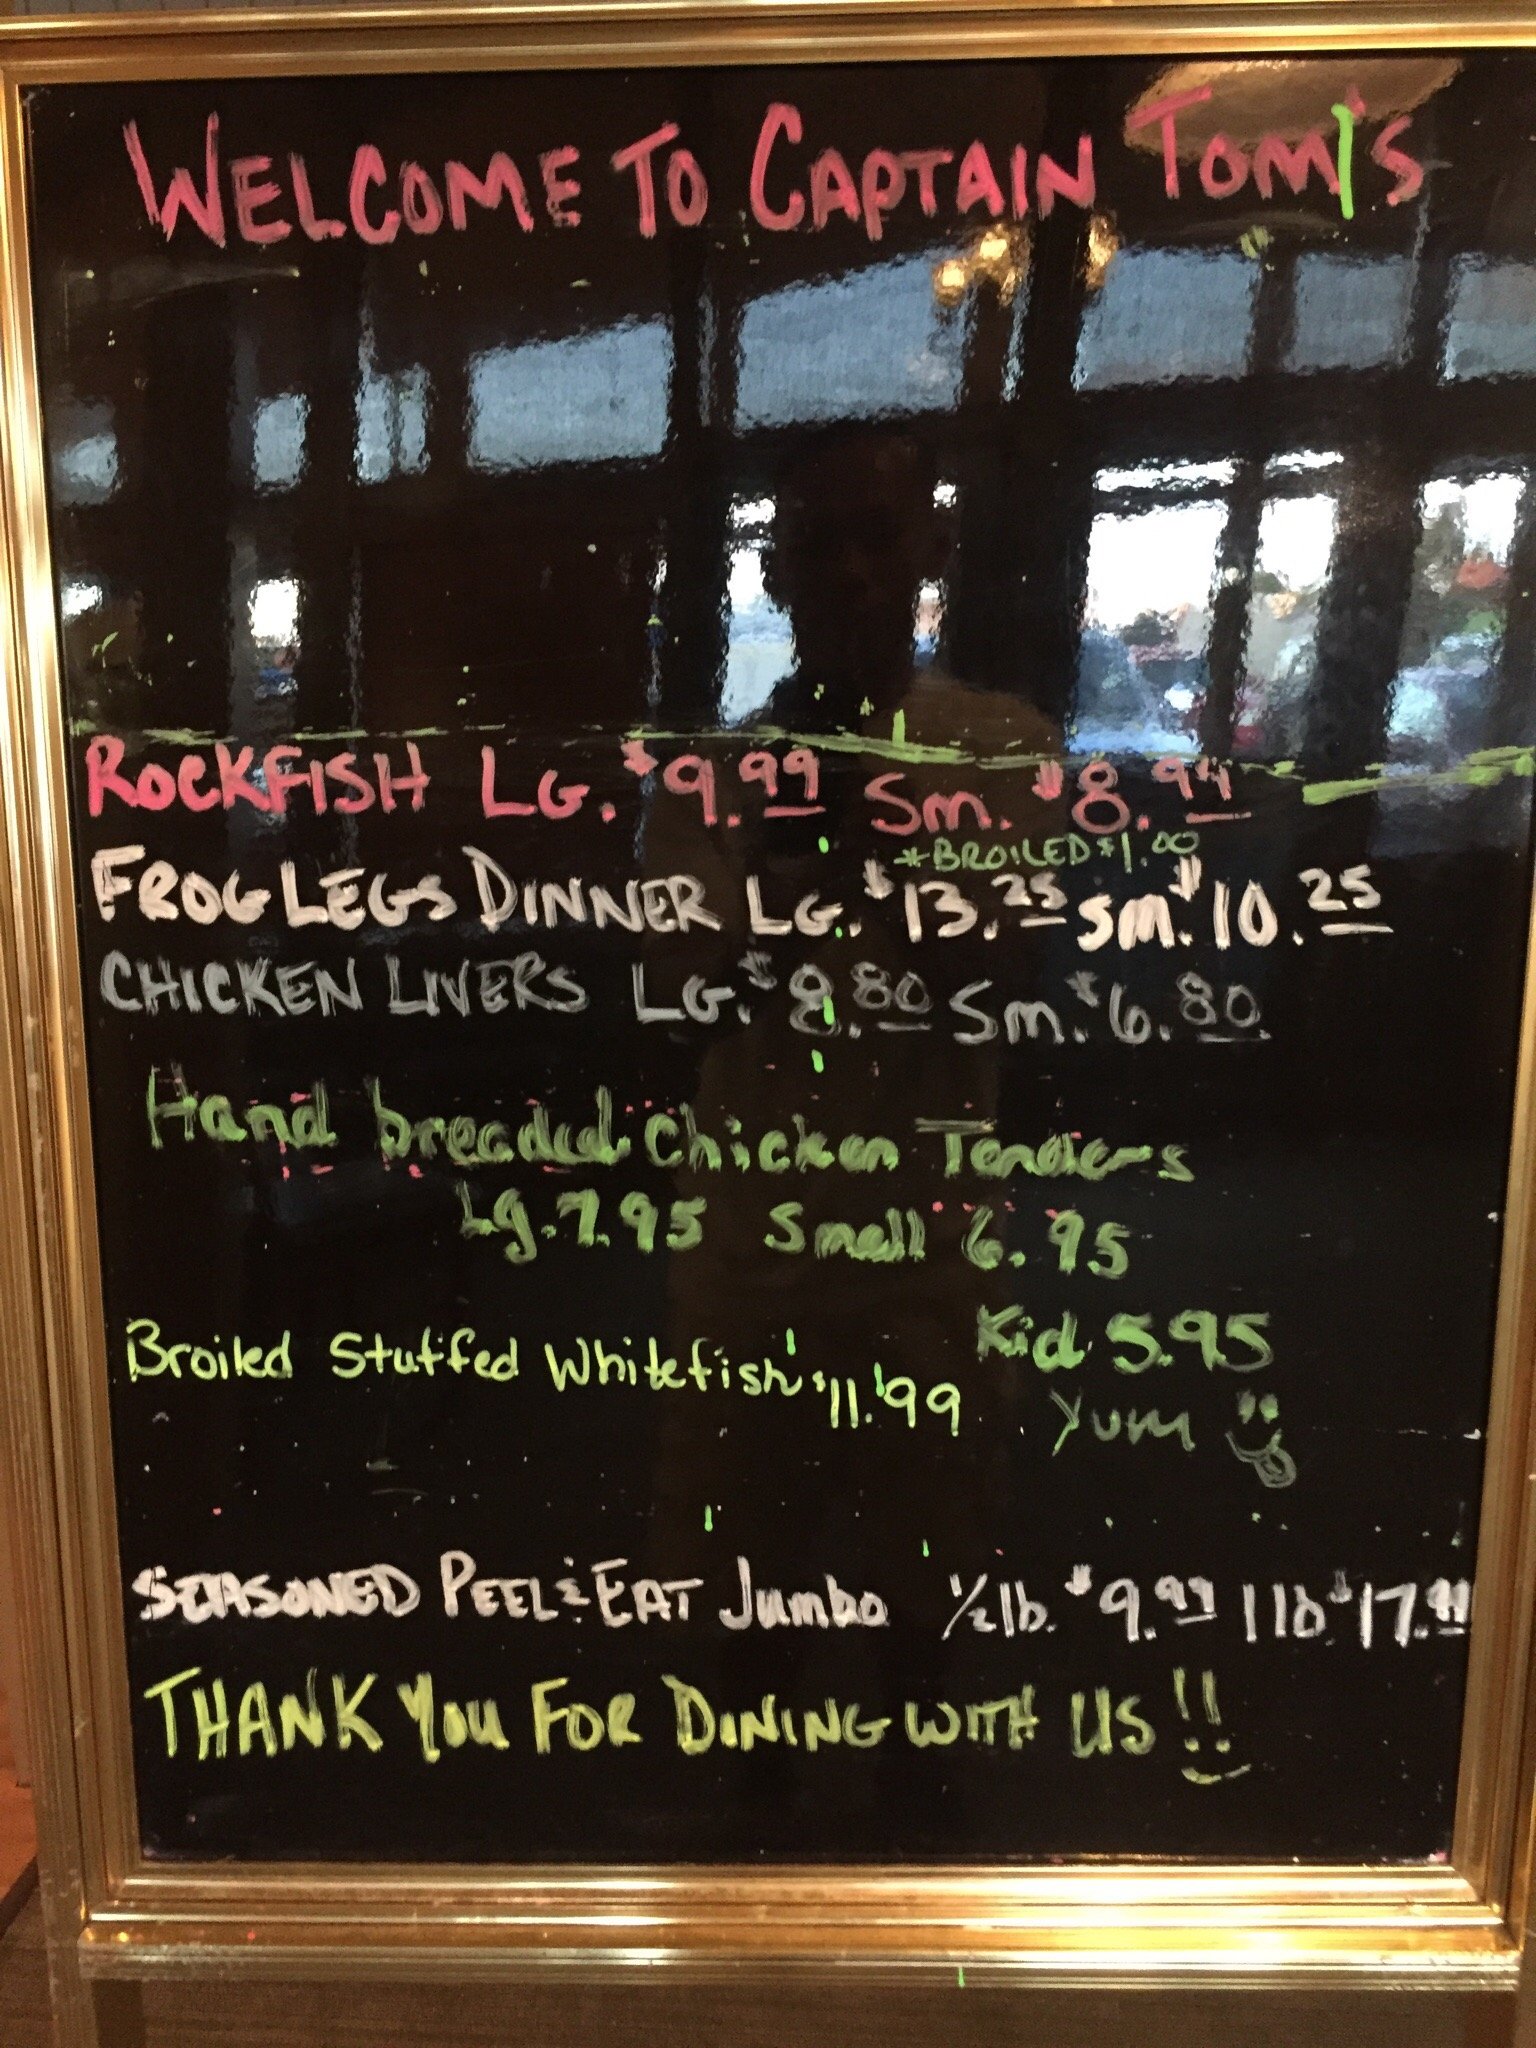 WELCOME TO CAPTAIN TOM'S
ROCKFISH LG. $9.99 Sm. $8.99
*BROILED $1.00
FROG LEGS DINNER LG. $13.25 Sm. $10.25
CHICKEN LIVERS LG. $8.80 Sm. $6.80
Hand breaded Chicken Tenders
Lg. 7.95 Small 6.95
Kid 5.95
Broiled Stuffed Whitefish $11.99
Yum
SEASONED PEEL & EAT Jumbo 1/2 lb. $9.99 1 lb $17.99
THANK YOU FOR DINING WITH US!!